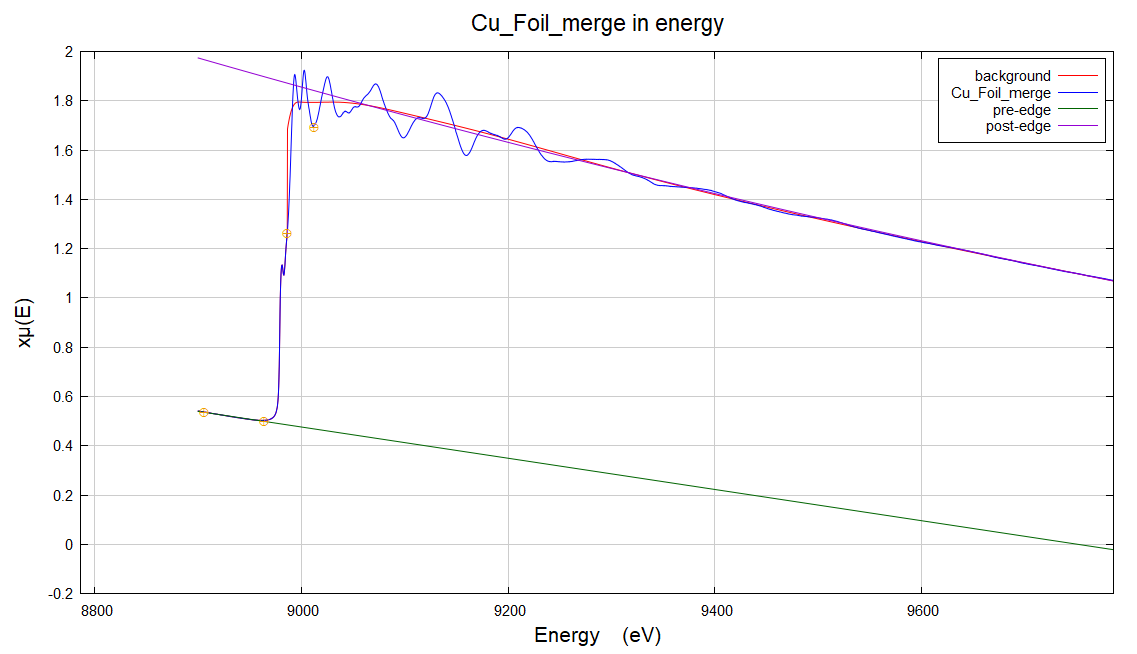 Cu_Foil_merge in energy
background
Cu_Foil_merge
pre-edge
post-edge
2
1.8
1.6
1.4
1.2
1
0.8
0.6
0.4
0.2
0
-0.2
xμ(E)
8800 9000 9200 9400 9600
Energy (eV)